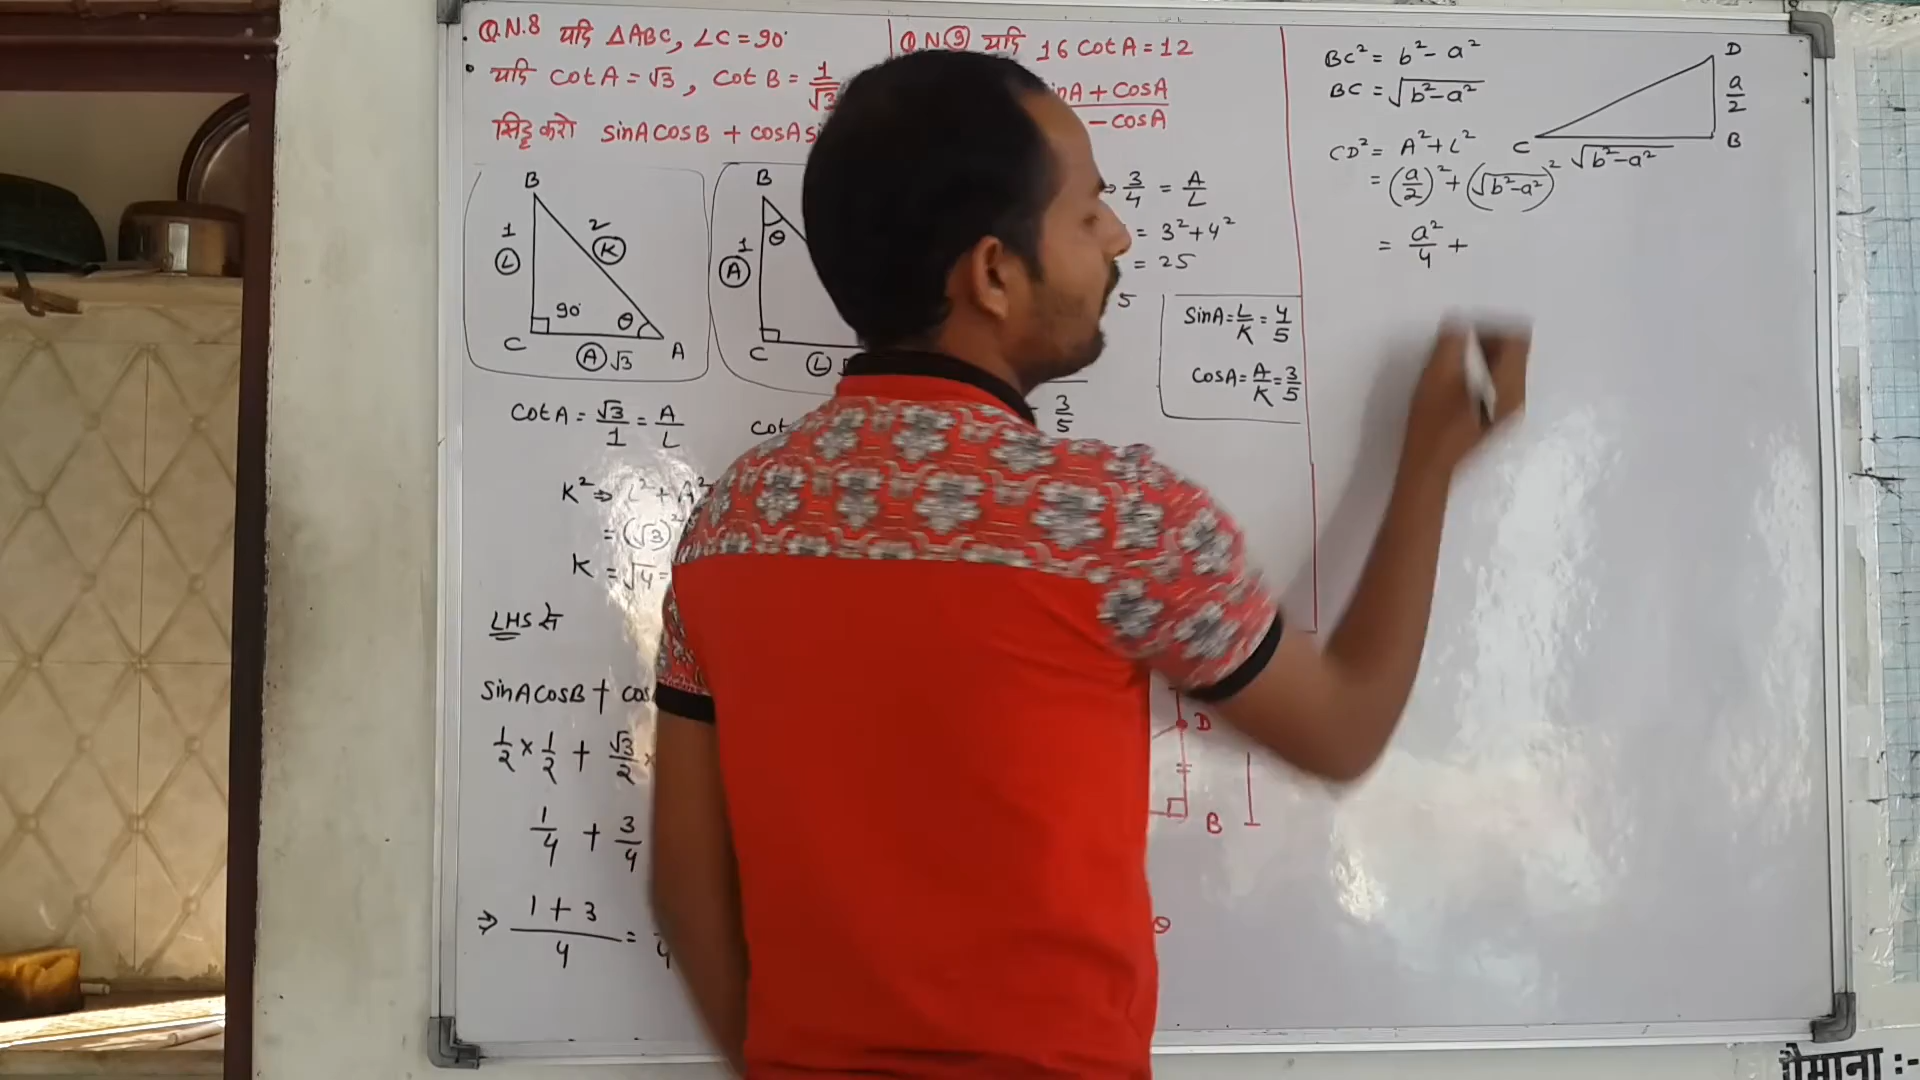 Q.N.8 यदि ΔABC, ∠C = 90°
यदि cotA = √3, cotB = 1/√3
सिद्ध करो sinAcosB + cosA
B
1
L
2
K
90°
θ
C
A √3
A
cotA = √3/1 = A/L
K² ⇒ L² + A²
= (√3)²
K = √4 =
LHS से
sinAcosB + cos
1/2 × 1/2 + √3/2 ×
1/4 + 3/4
⇒ (1 + 3)/4 =
B
θ
1
A
C
L
cot
Q.N. 9 यदि 16 cotA = 12
A + cosA
- cosA
⇒ 3/4 = A/L
= 3² + 4²
= 25
5
sinA = L/K = 4/5
cosA = A/K = 3/5
3/5
D
B
θ
BC² = b² - a²
BC = √(b² - a²)
CD² = A² + L²
= (a/2)² + (√(b² - a²))²
= a²/4 +
D
a/2
B
C
√(b² - a²)
पैमाना :-